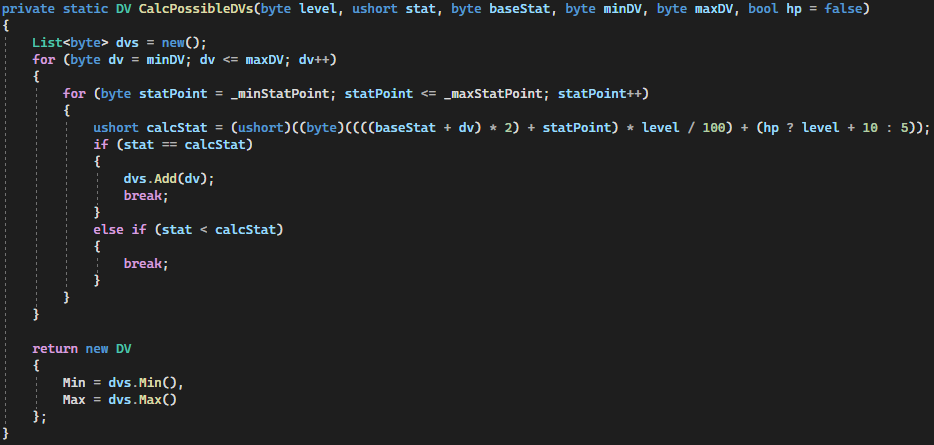 private static DV CalcPossibleDVs(byte level, ushort stat, byte baseStat, byte minDV, byte maxDV, bool hp = false)
{
    List<byte> dvs = new();
    for (byte dv = minDV; dv <= maxDV; dv++)
    {
        for (byte statPoint = _minStatPoint; statPoint <= _maxStatPoint; statPoint++)
        {
            ushort calcStat = (ushort)((byte)((((baseStat + dv) * 2) + statPoint) * level / 100) + (hp ? level + 10 : 5));
            if (stat == calcStat)
            {
                dvs.Add(dv);
                break;
            }
            else if (stat < calcStat)
            {
                break;
            }
        }
    }

    return new DV
    {
        Min = dvs.Min(),
        Max = dvs.Max()
    };
}